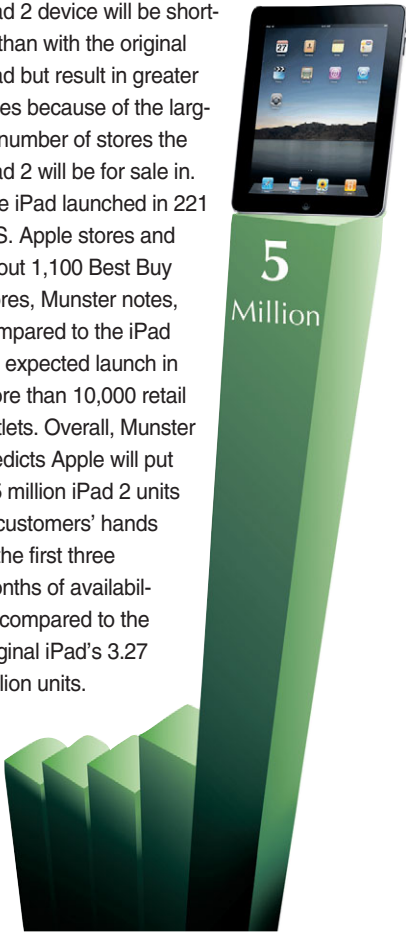 ad 2 device will be short-
than with the original
ad but result in greater
es because of the larg-
number of stores the
ad 2 will be for sale in.
e iPad launched in 221
S. Apple stores and
out 1,100 Best Buy
ores, Munster notes,
mpared to the iPad
expected launch in
ore than 10,000 retail
tlets. Overall, Munster
edicts Apple will put
5 million iPad 2 units
customers’ hands
the first three
onths of availabil-
compared to the
ginal iPad’s 3.27
llion units.
27
5
Million